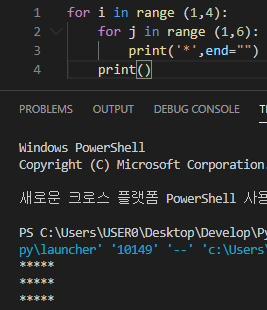 1 for i in range (1,4):
2 for j in range (1,6):
3 print('*',end="")
4 print()
PROBLEMS OUTPUT DEBUG CONSOLE
Windows PowerShell
Copyright (C) Microsoft Corporation.
새로운 크로스 플랫폼 PowerShell 사용
PS C:\Users\USER0\Desktop\Develop\Py
py\launcher' '10149' '--' 'c:\Users
*****
*****
*****